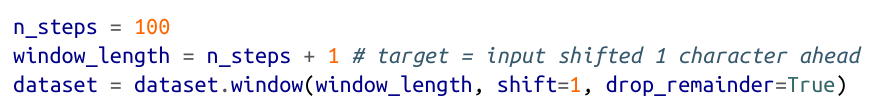 n_steps = 100
window_length = n_steps + 1 # target = input shifted 1 character ahead
dataset = dataset.window(window_length, shift=1, drop_remainder=True)